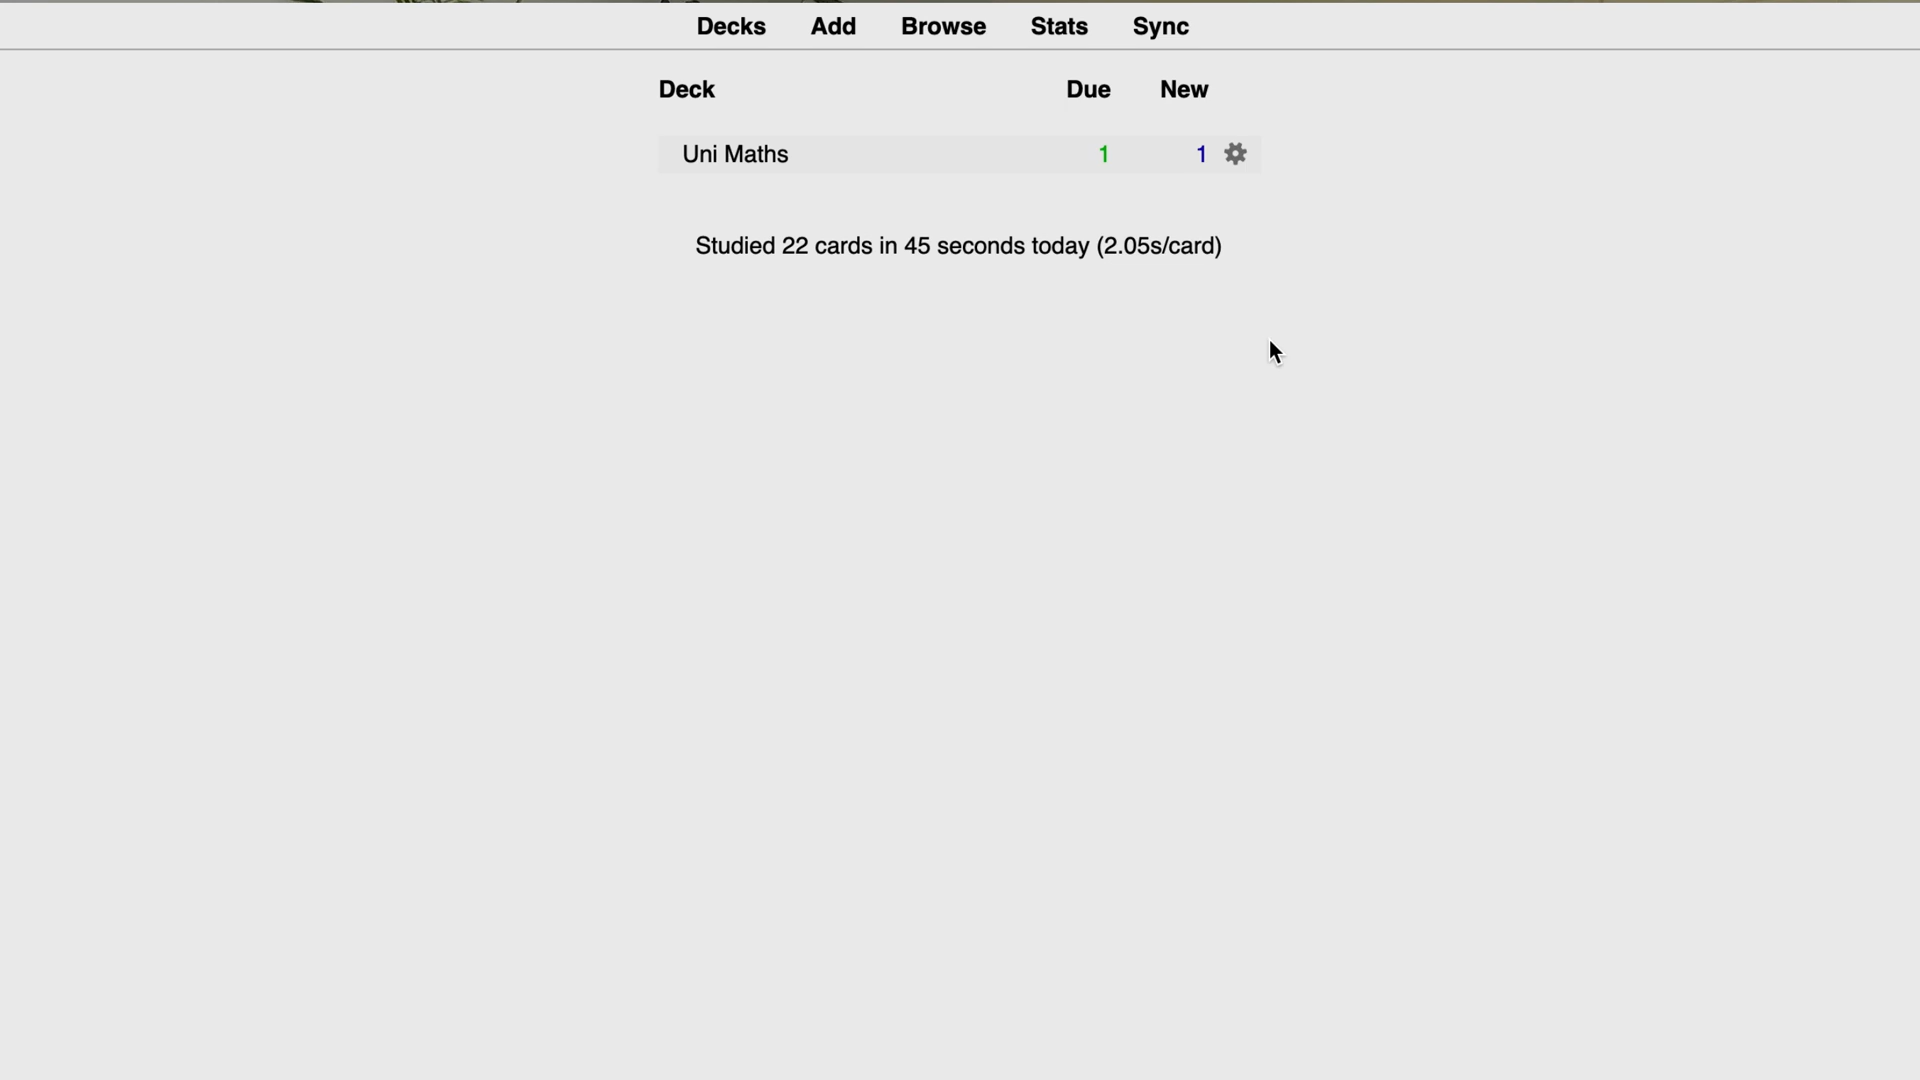 Decks Add Browse Stats Sync
Deck Due New
Uni Maths 1 1
Studied 22 cards in 45 seconds today (2.05s/card)